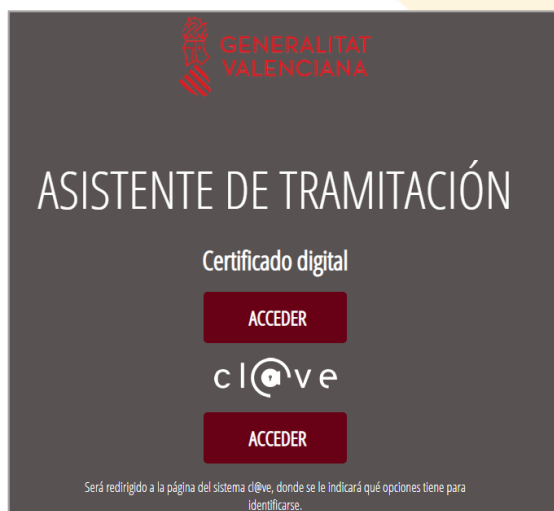 GENERALITAT
VALENCIANA
ASISTENTE DE TRAMITACIÓN
Certificado digital
ACCEDER
cl@ve
ACCEDER
Será redirigido a la página del sistema cl@ve, donde se le indicará qué opciones tiene para
identificarse.